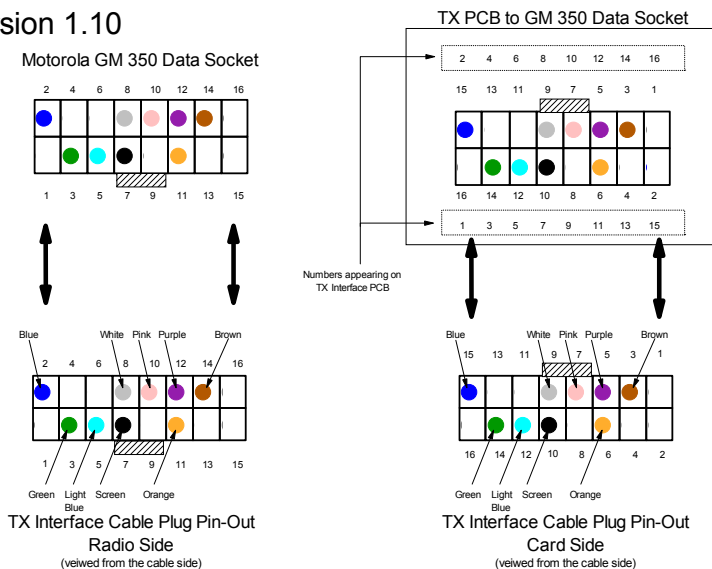 sion 1.10
Motorola GM 350 Data Socket
2 4 6 8 10 12 14 16
1 3 5 7 9 11 13 15
TX PCB to GM 350 Data Socket
2 4 6 8 10 12 14 16
15 13 11 9 7 5 3 1
16 14 12 10 8 6 4 2
1 3 5 7 9 11 13 15
Numbers appearing on
TX Interface PCB
Blue White Pink Purple Brown
2 4 6 8 10 12 14 16
1 3 5 7 9 11 13 15
Green Light Blue Screen Orange
TX Interface Cable Plug Pin-Out
Radio Side
(veiwed from the cable side)
Blue White Pink Purple Brown
15 13 11 9 7 5 3 1
16 14 12 10 8 6 4 2
Green Light Blue Screen Orange
TX Interface Cable Plug Pin-Out
Card Side
(veiwed from the cable side)